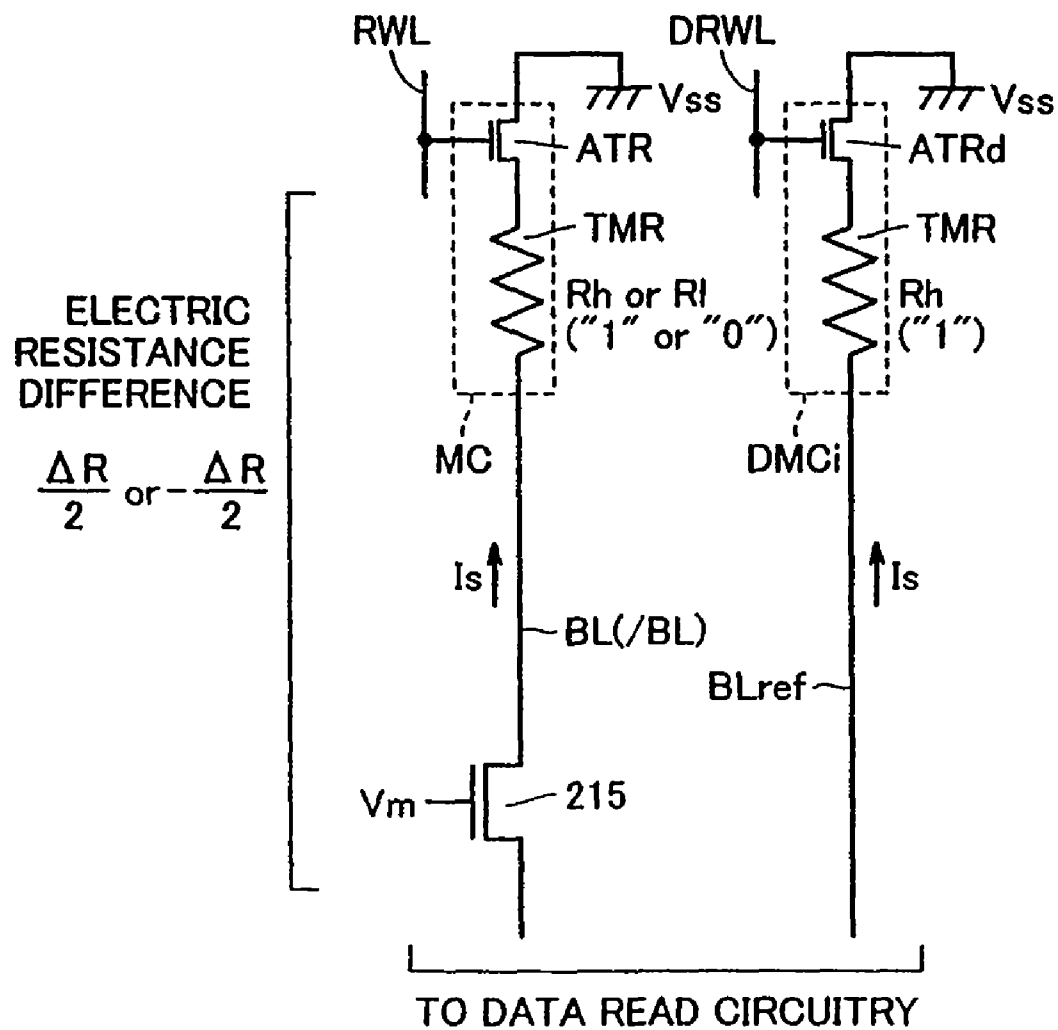 RWL
DRWL
Vss
Vss
ATR
ATRd
TMR
TMR
Rh or Rl
("1" or "0")
Rh
("1")
ELECTRIC
RESISTANCE
DIFFERENCE
ΔR/2 or -ΔR/2
MC
DMCi
Is
Is
BL(/BL)
BLref
Vm
215
TO DATA READ CIRCUITRY